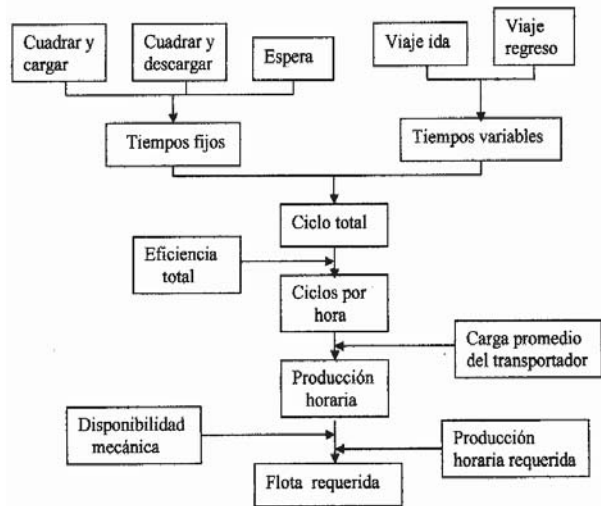 Cuadrar y
cargar
Cuadrar y
descargar
Espera
Viaje ida
Viaje
regreso
Tiempos fijos
Tiempos variables
Ciclo total
Eficiencia
total
Ciclos por
hora
Carga promedio
del transportador
Producción
horaria
Disponibilidad
mecánica
Producción
horaria requerida
Flota requerida